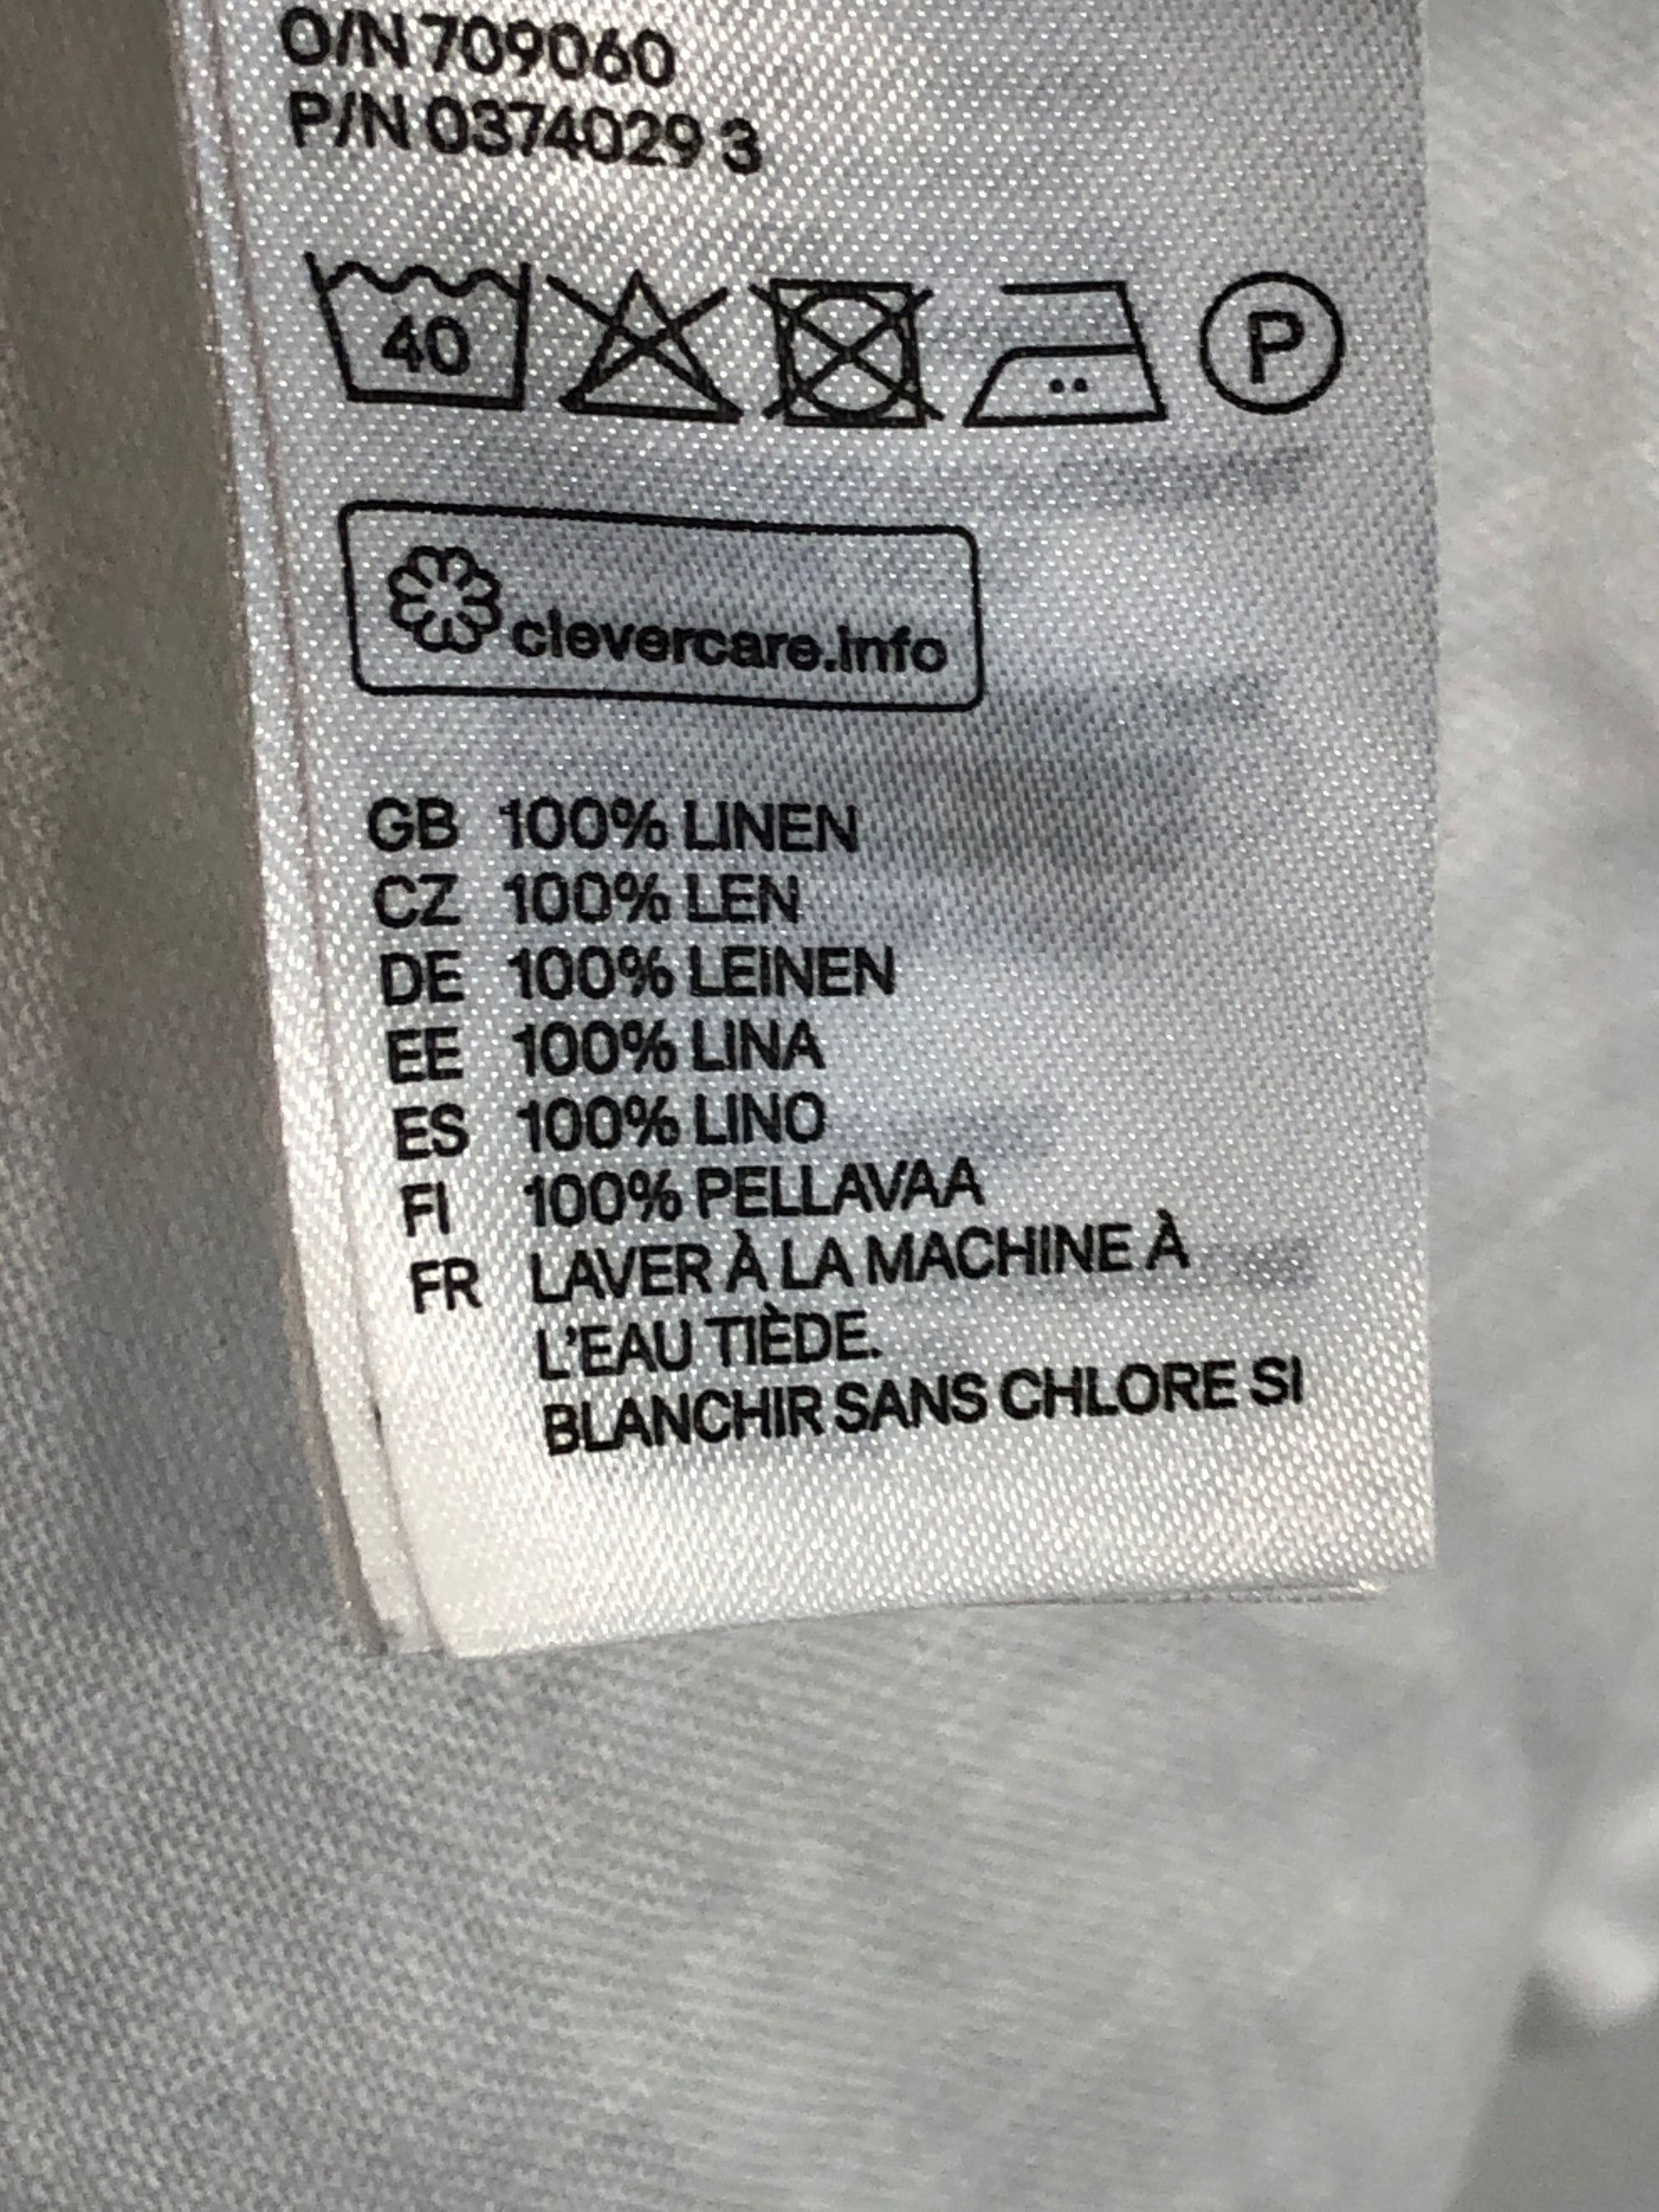 O/N 709060
P/N 0374029 3
40
P
clevercare.info
GB 100% LINEN
CZ 100% LEN
DE 100% LEINEN
EE 100% LINA
ES 100% LINO
FI 100% PELLAVAA
FR LAVER À LA MACHINE À
L'EAU TIÈDE.
BLANCHIR SANS CHLORE SI